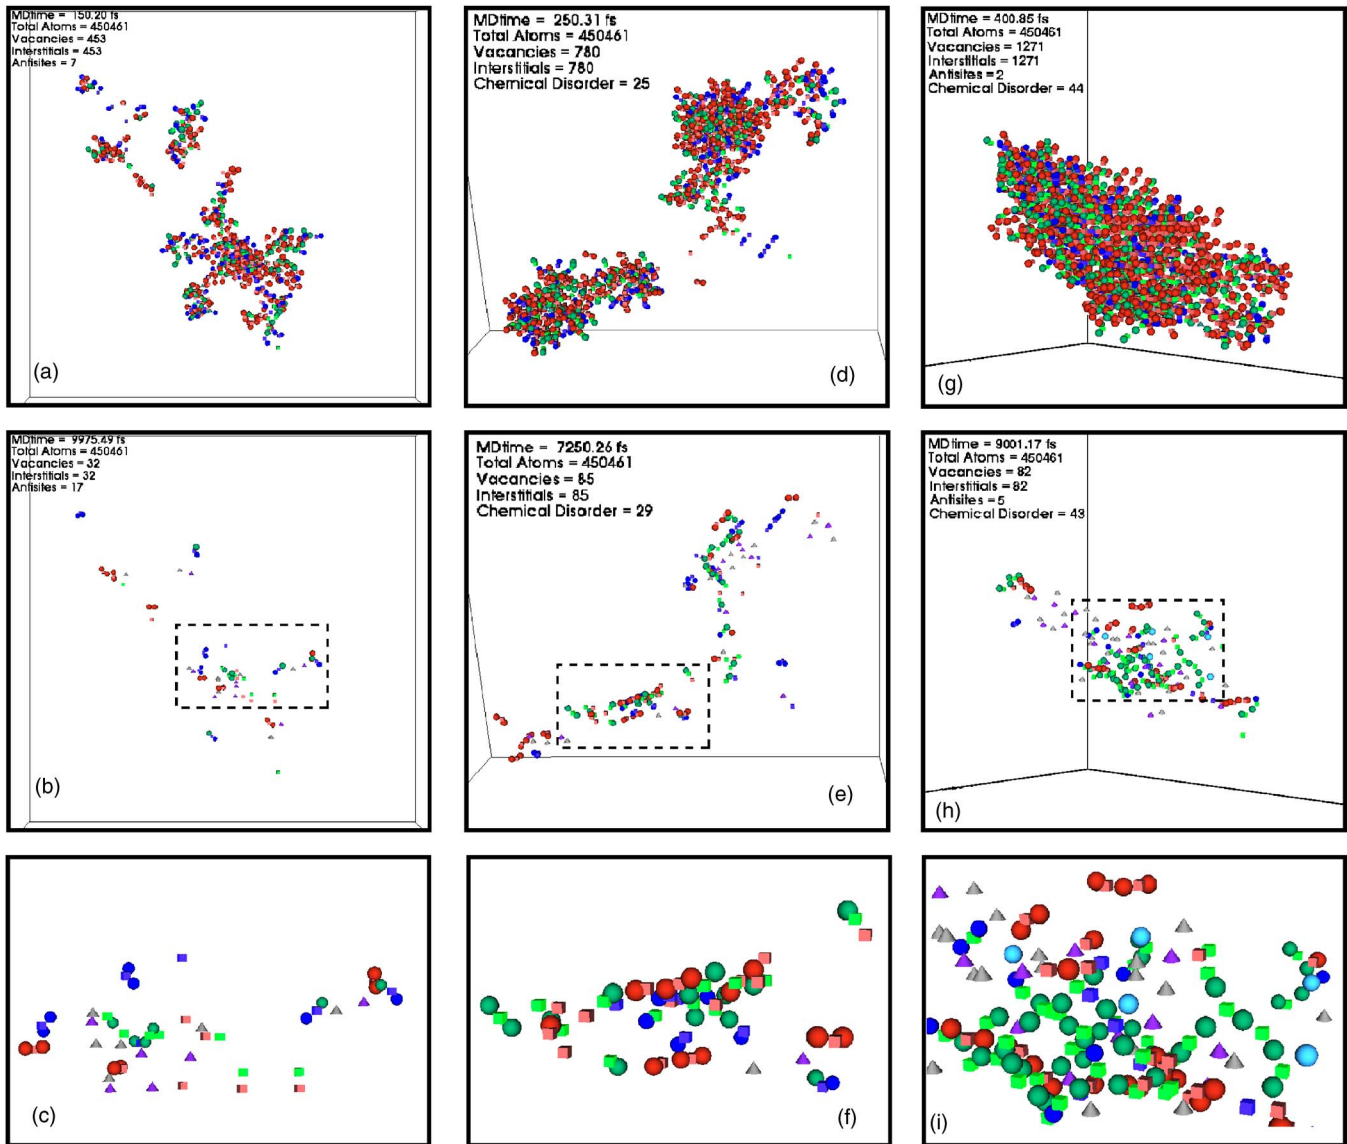 MDtime = 150.20 fs
Total Atoms = 450461
Vacancies = 453
Interstitials = 453
Antisites = 7
(a)
MDtime = 250.31 fs
Total Atoms = 450461
Vacancies = 780
Interstitials = 780
Chemical Disorder = 25
(d)
MDtime = 400.85 fs
Total Atoms = 450461
Vacancies = 1271
Interstitials = 1271
Antisites = 2
Chemical Disorder = 44
(g)
MDtime = 9975.49 fs
Total Atoms = 450461
Vacancies = 32
Interstitials = 32
Antisites = 17
(b)
MDtime = 7250.26 fs
Total Atoms = 450461
Vacancies = 85
Interstitials = 85
Chemical Disorder = 29
(e)
MDtime = 9001.17 fs
Total Atoms = 450461
Vacancies = 82
Interstitials = 82
Antisites = 5
Chemical Disorder = 43
(h)
(c)
(f)
(i)